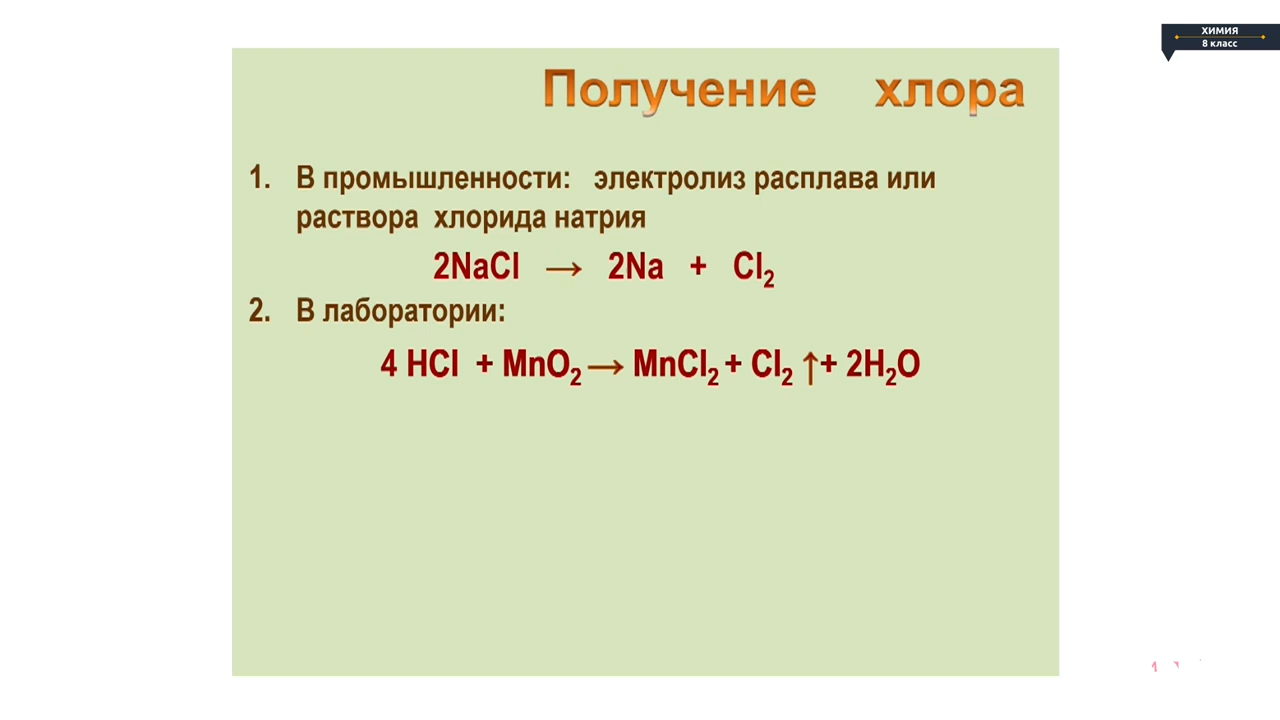 ХИМИЯ
8 класс
Получение хлора
1. В промышленности: электролиз расплава или
раствора хлорида натрия
2NaCl → 2Na + Cl₂
2. В лаборатории:
4 HCl + MnO₂ → MnCl₂ + Cl₂ ↑ + 2H₂O